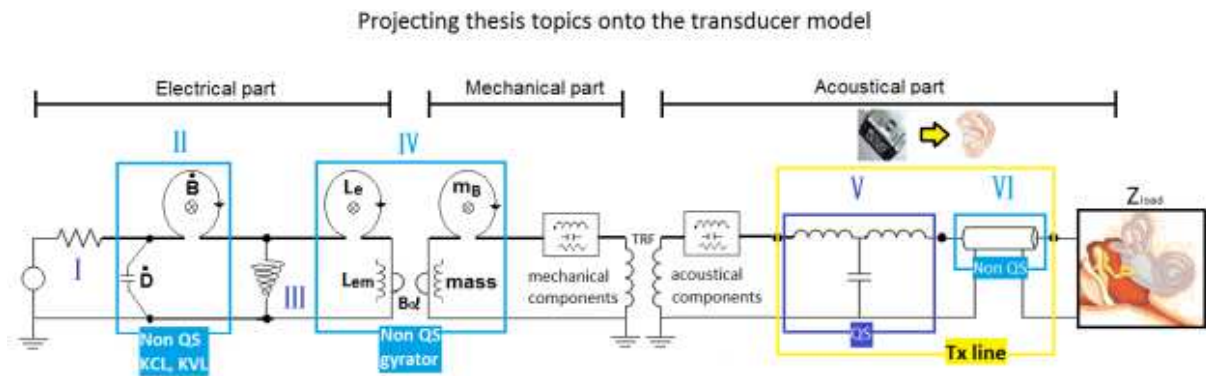 Projecting thesis topics onto the transducer model
Electrical part
Mechanical part
Acoustical part
II
IV
V
VI
Ḃ
Le
mB
Zload
I
Ḋ
III
Lem
B₀ℓ
mass
mechanical
components
TRF
acoustical
components
Non QS
Non QS
KCL, KVL
Non QS
gyrator
QS
Tx line